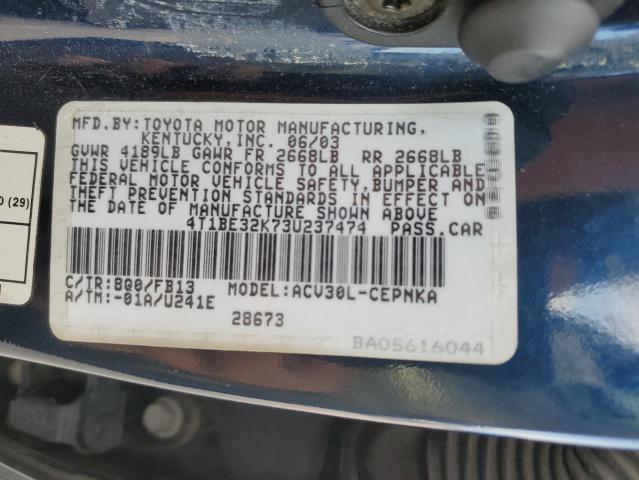 MFD.BY:TOYOTA MOTOR MANUFACTURING,
KENTUCKY,INC. 06/03
GVWR 4189LB GAWR FR 2668LB RR 2668LB
THIS VEHICLE CONFORMS TO ALL APPLICABLE
FEDERAL MOTOR VEHICLE SAFETY, BUMPER AND
THEFT PREVENTION STANDARDS IN EFFECT ON
THE DATE OF MANUFACTURE SHOWN ABOVE
4T1BE32K73U237474 PASS.CAR
C/TR:8Q0/FB13 MODEL:ACV30L-CEPNKA
A/TM:-01A/U241E
28673
BA05616044
(29)